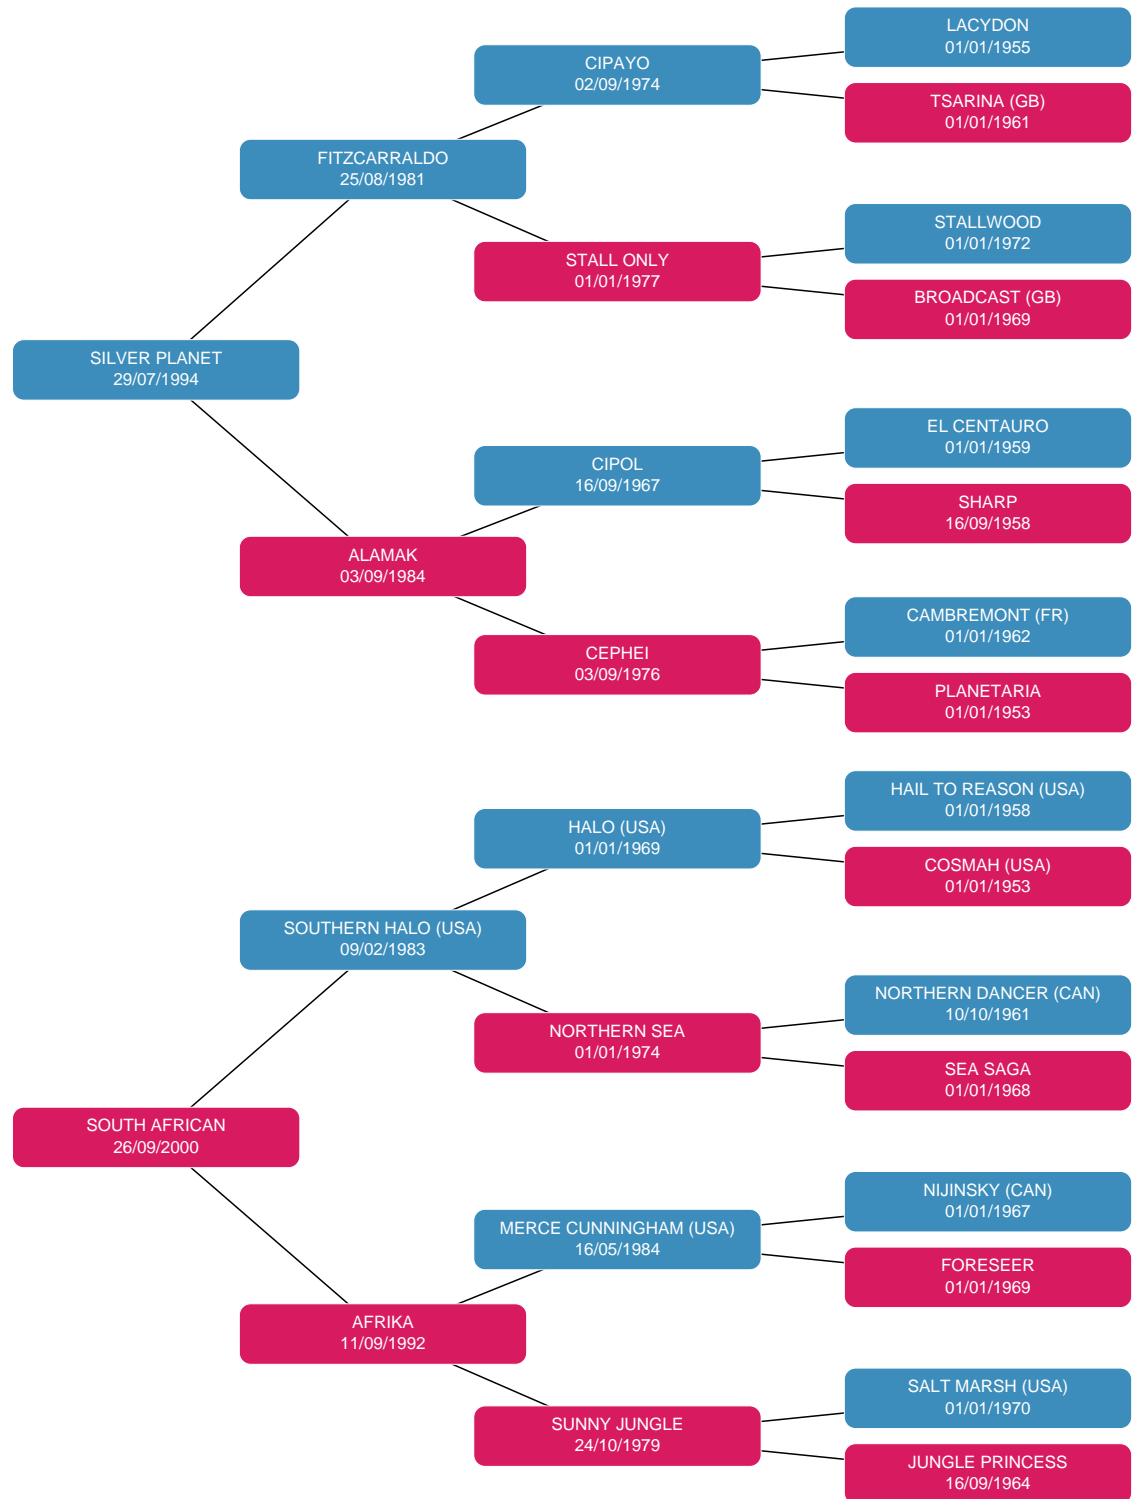 LACYDON
01/01/1955
CIPAYO
02/09/1974
TSARINA (GB)
01/01/1961
FITZCARRALDO
25/08/1981
STALLWOOD
01/01/1972
STALL ONLY
01/01/1977
BROADCAST (GB)
01/01/1969
SILVER PLANET
29/07/1994
EL CENTAURO
01/01/1959
CIPOL
16/09/1967
SHARP
16/09/1958
ALAMAK
03/09/1984
CAMBREMONT (FR)
01/01/1962
CEPHEI
03/09/1976
PLANETARIA
01/01/1953
HAIL TO REASON (USA)
01/01/1958
HALO (USA)
01/01/1969
COSMAH (USA)
01/01/1953
SOUTHERN HALO (USA)
09/02/1983
NORTHERN DANCER (CAN)
10/10/1961
NORTHERN SEA
01/01/1974
SEA SAGA
01/01/1968
SOUTH AFRICAN
26/09/2000
NIJINSKY (CAN)
01/01/1967
MERCE CUNNINGHAM (USA)
16/05/1984
FORESEER
01/01/1969
AFRIKA
11/09/1992
SALT MARSH (USA)
01/01/1970
SUNNY JUNGLE
24/10/1979
JUNGLE PRINCESS
16/09/1964